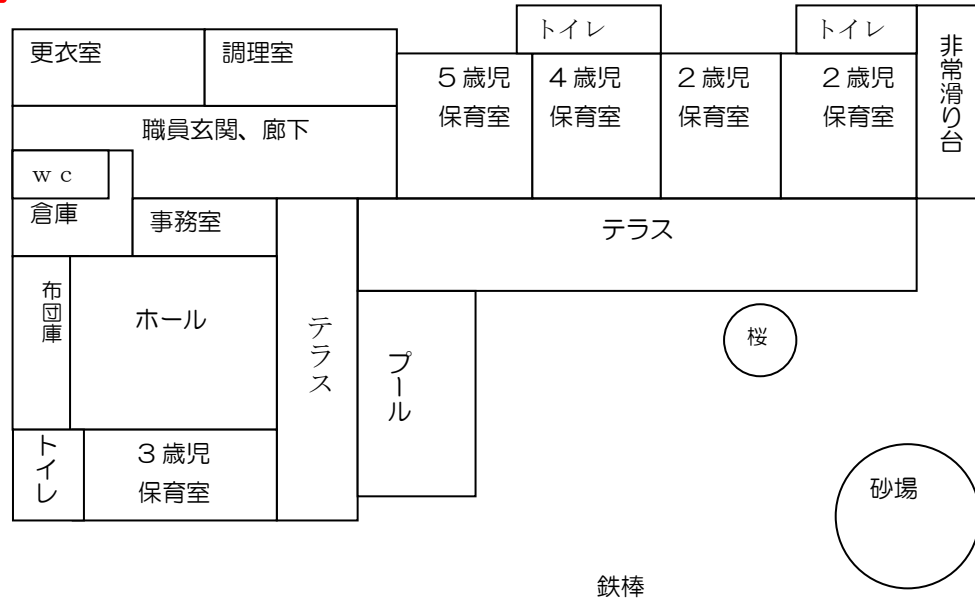 トイレ
トイレ
更衣室
調理室
非常滑り台
５歳児
保育室
４歳児
保育室
２歳児
保育室
２歳児
保育室
職員玄関、廊下
ｗｃ
倉庫
事務室
テラス
布団庫
ホール
テラス
プール
桜
トイレ
３歳児
保育室
砂場
鉄棒